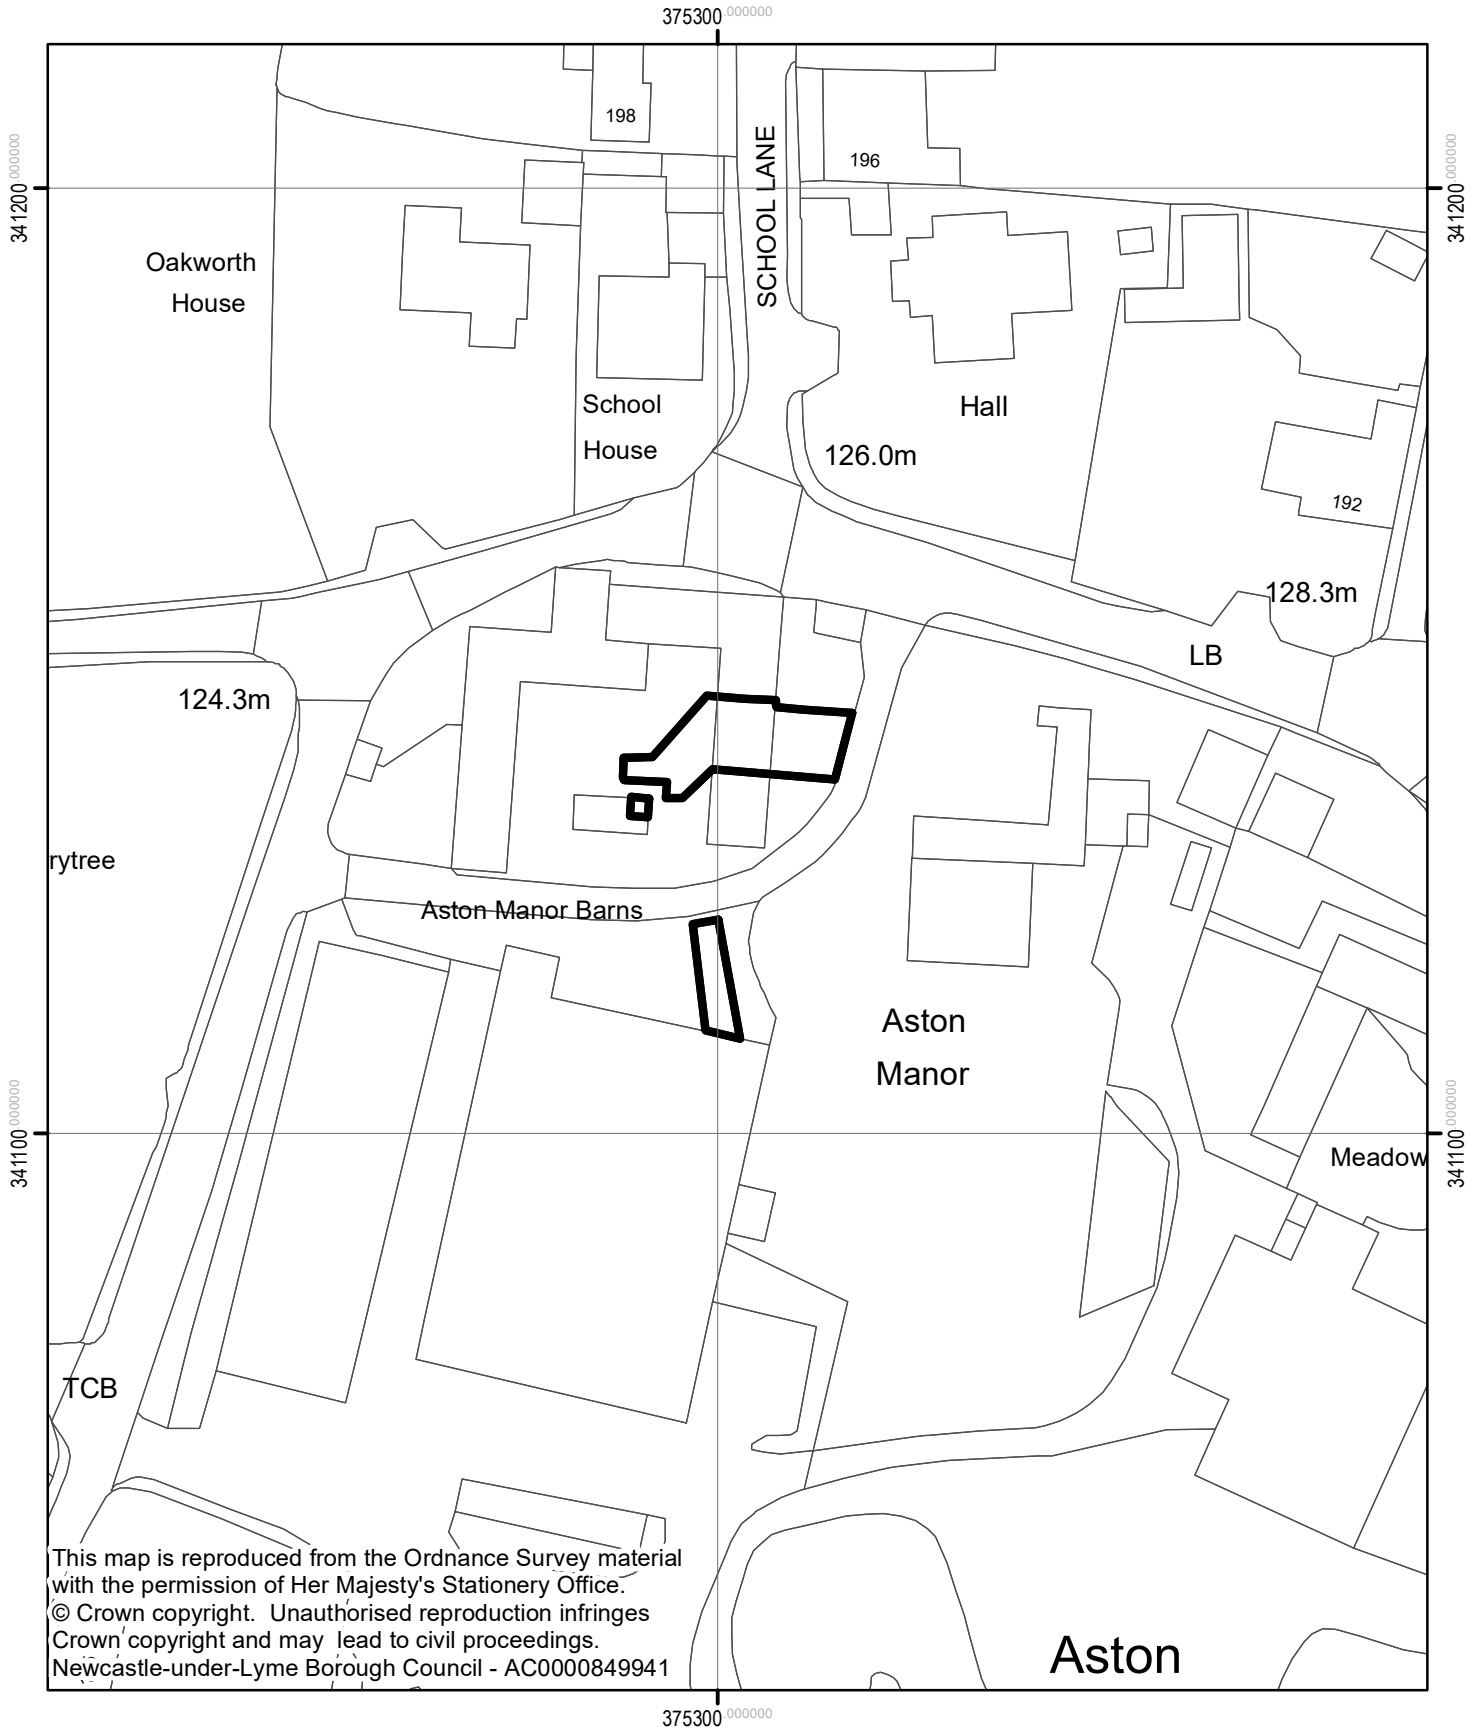 375300.000000
198
SCHOOL LANE
196
341200.000000
341200.000000
Oakworth
House
School
House
Hall
126.0m
192
128.3m
LB
124.3m
rytree
Aston Manor Barns
Aston
Manor
341100.000000
341100.000000
Meadow
TCB
This map is reproduced from the Ordnance Survey material
with the permission of Her Majesty's Stationery Office.
© Crown copyright.  Unauthorised reproduction infringes
Crown copyright and may  lead to civil proceedings.
Newcastle-under-Lyme Borough Council - AC0000849941
Aston
375300.000000